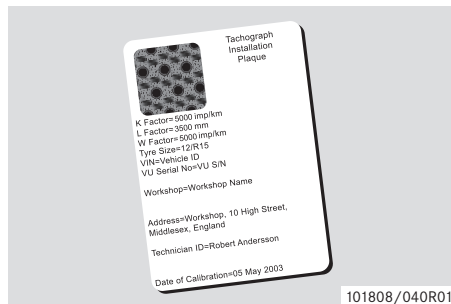 Tachograph
Installation
Plaque
K Factor=5000 imp/km
L Factor=3500 mm
W Factor=5000 imp/km
Tyre Size=12/R15
VIN=Vehicle ID
VU Serial No=VU S/N
Workshop=Workshop Name
Address=Workshop, 10 High Street,
Middlesex, England
Technician ID=Robert Andersson
Date of Calibration=05 May 2003
101808/040R01